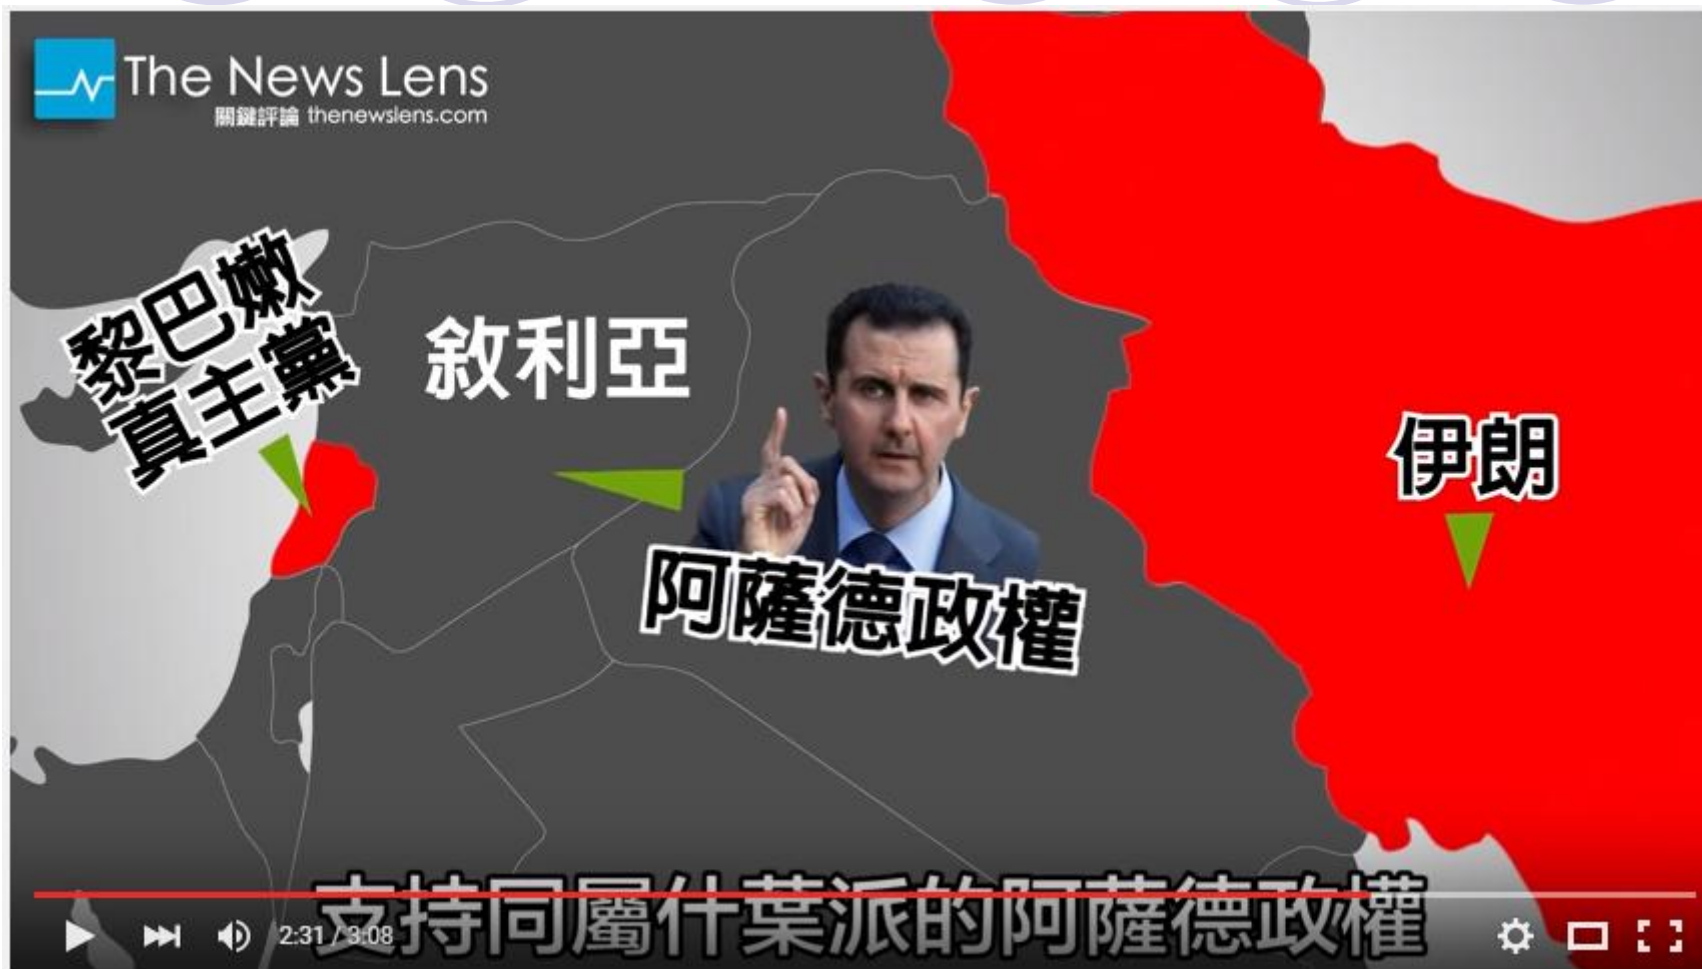 The News Lens
關鍵評論 thenewslens.com
黎巴嫩
真主黨
敘利亞
伊朗
阿薩德政權
支持同屬什葉派的阿薩德政權
2:31 / 3:08